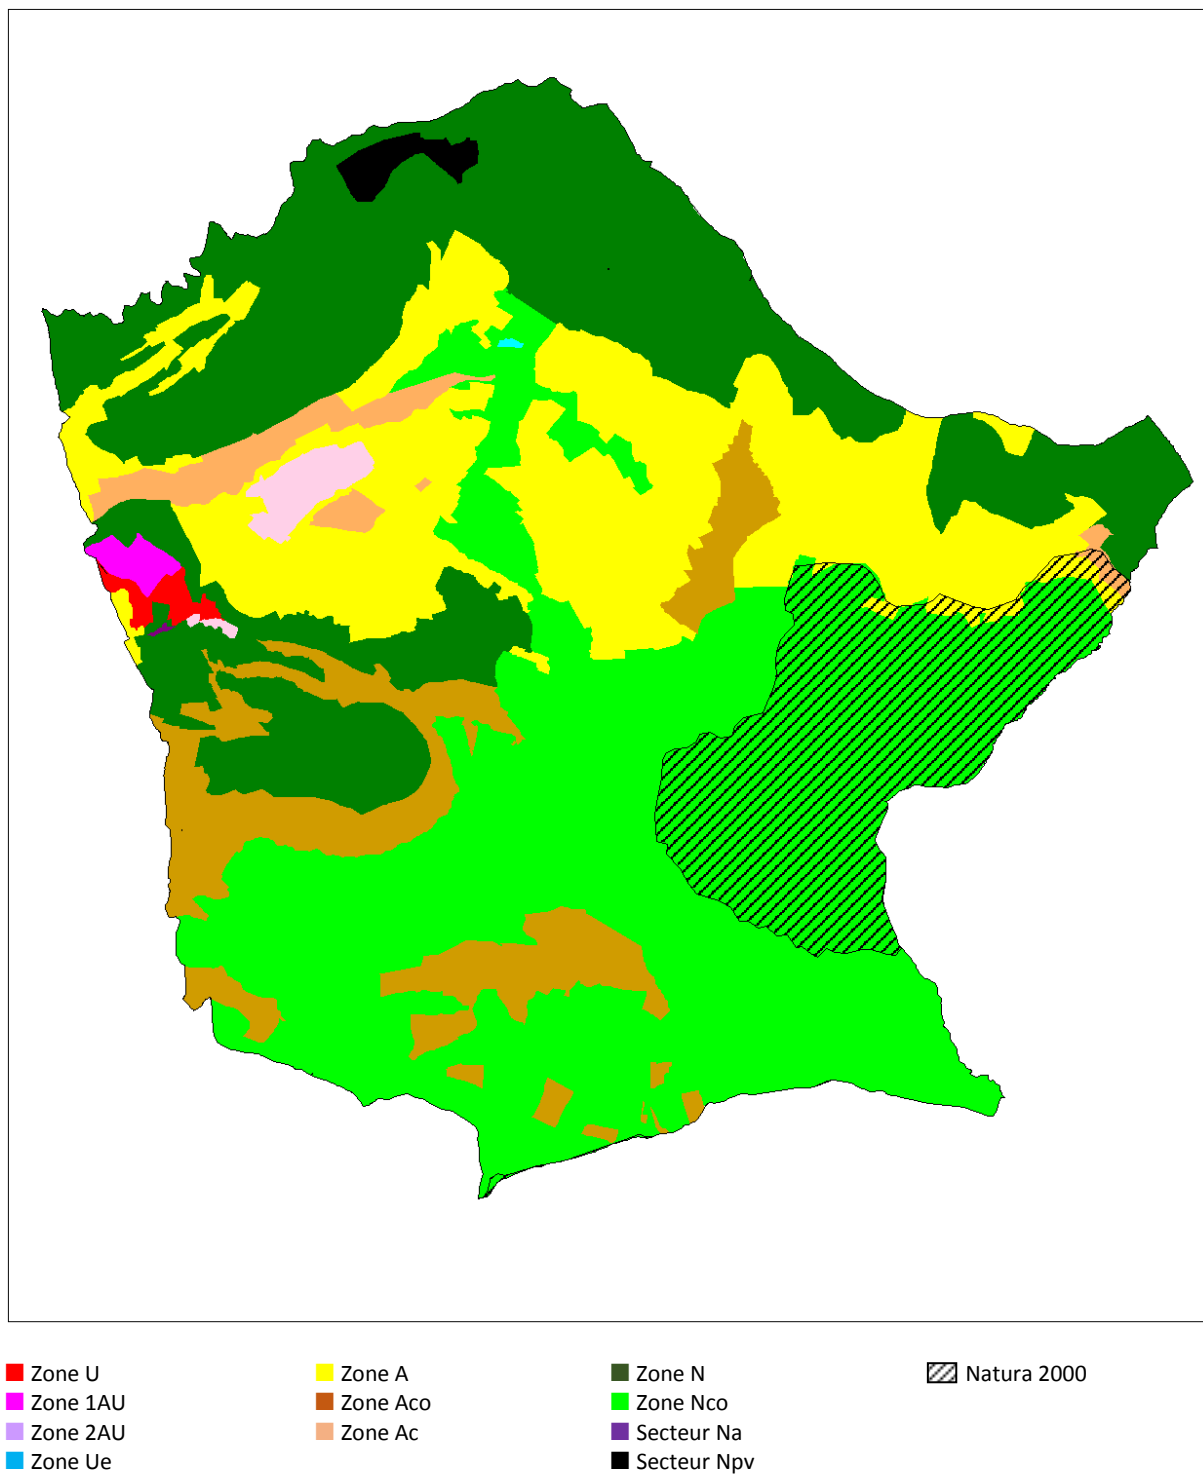 Zone U
Zone 1AU
Zone 2AU
Zone Ue
Zone A
Zone Aco
Zone Ac
Zone N
Zone Nco
Secteur Na
Secteur Npv
Natura 2000